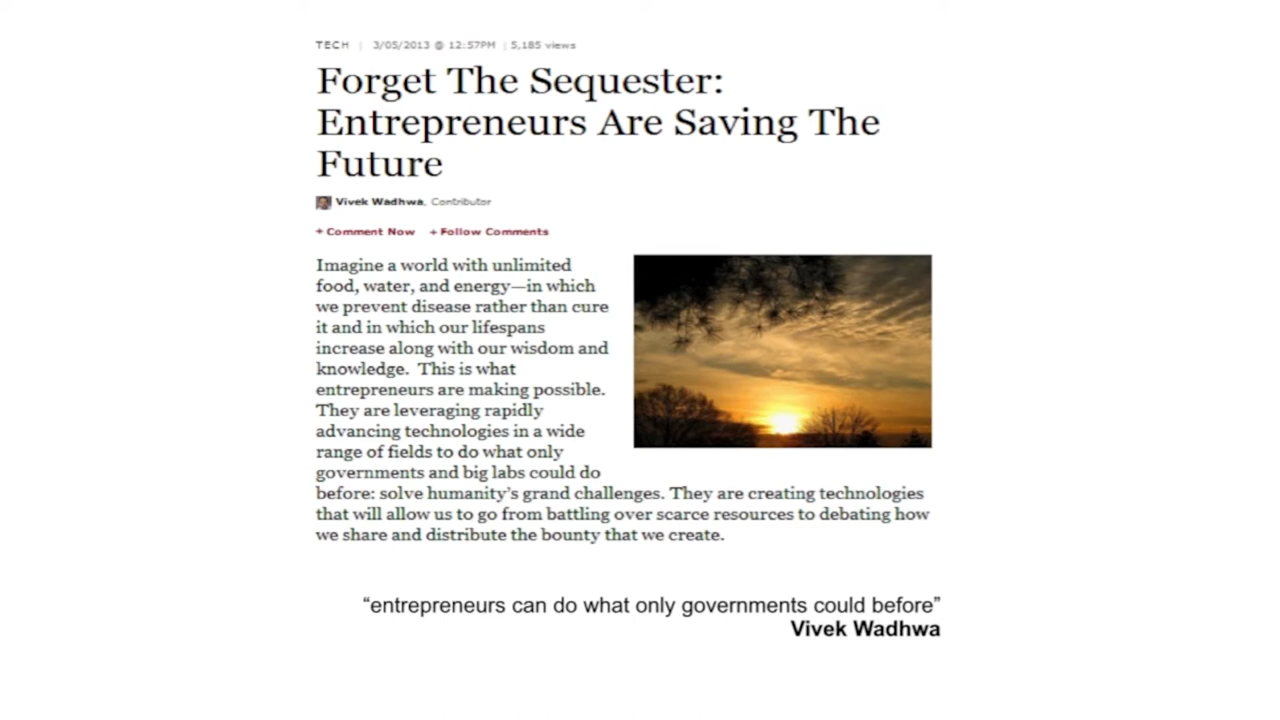 TECH | 3/05/2013 @ 12:57PM | 5,185 views
Forget The Sequester:
Entrepreneurs Are Saving The
Future
Vivek Wadhwa, Contributor
+ Comment Now + Follow Comments
Imagine a world with unlimited
food, water, and energy—in which
we prevent disease rather than cure
it and in which our lifespans
increase along with our wisdom and
knowledge. This is what
entrepreneurs are making possible.
They are leveraging rapidly
advancing technologies in a wide
range of fields to do what only
governments and big labs could do
before: solve humanity’s grand challenges. They are creating technologies
that will allow us to go from battling over scarce resources to debating how
we share and distribute the bounty that we create.
“entrepreneurs can do what only governments could before”
Vivek Wadhwa